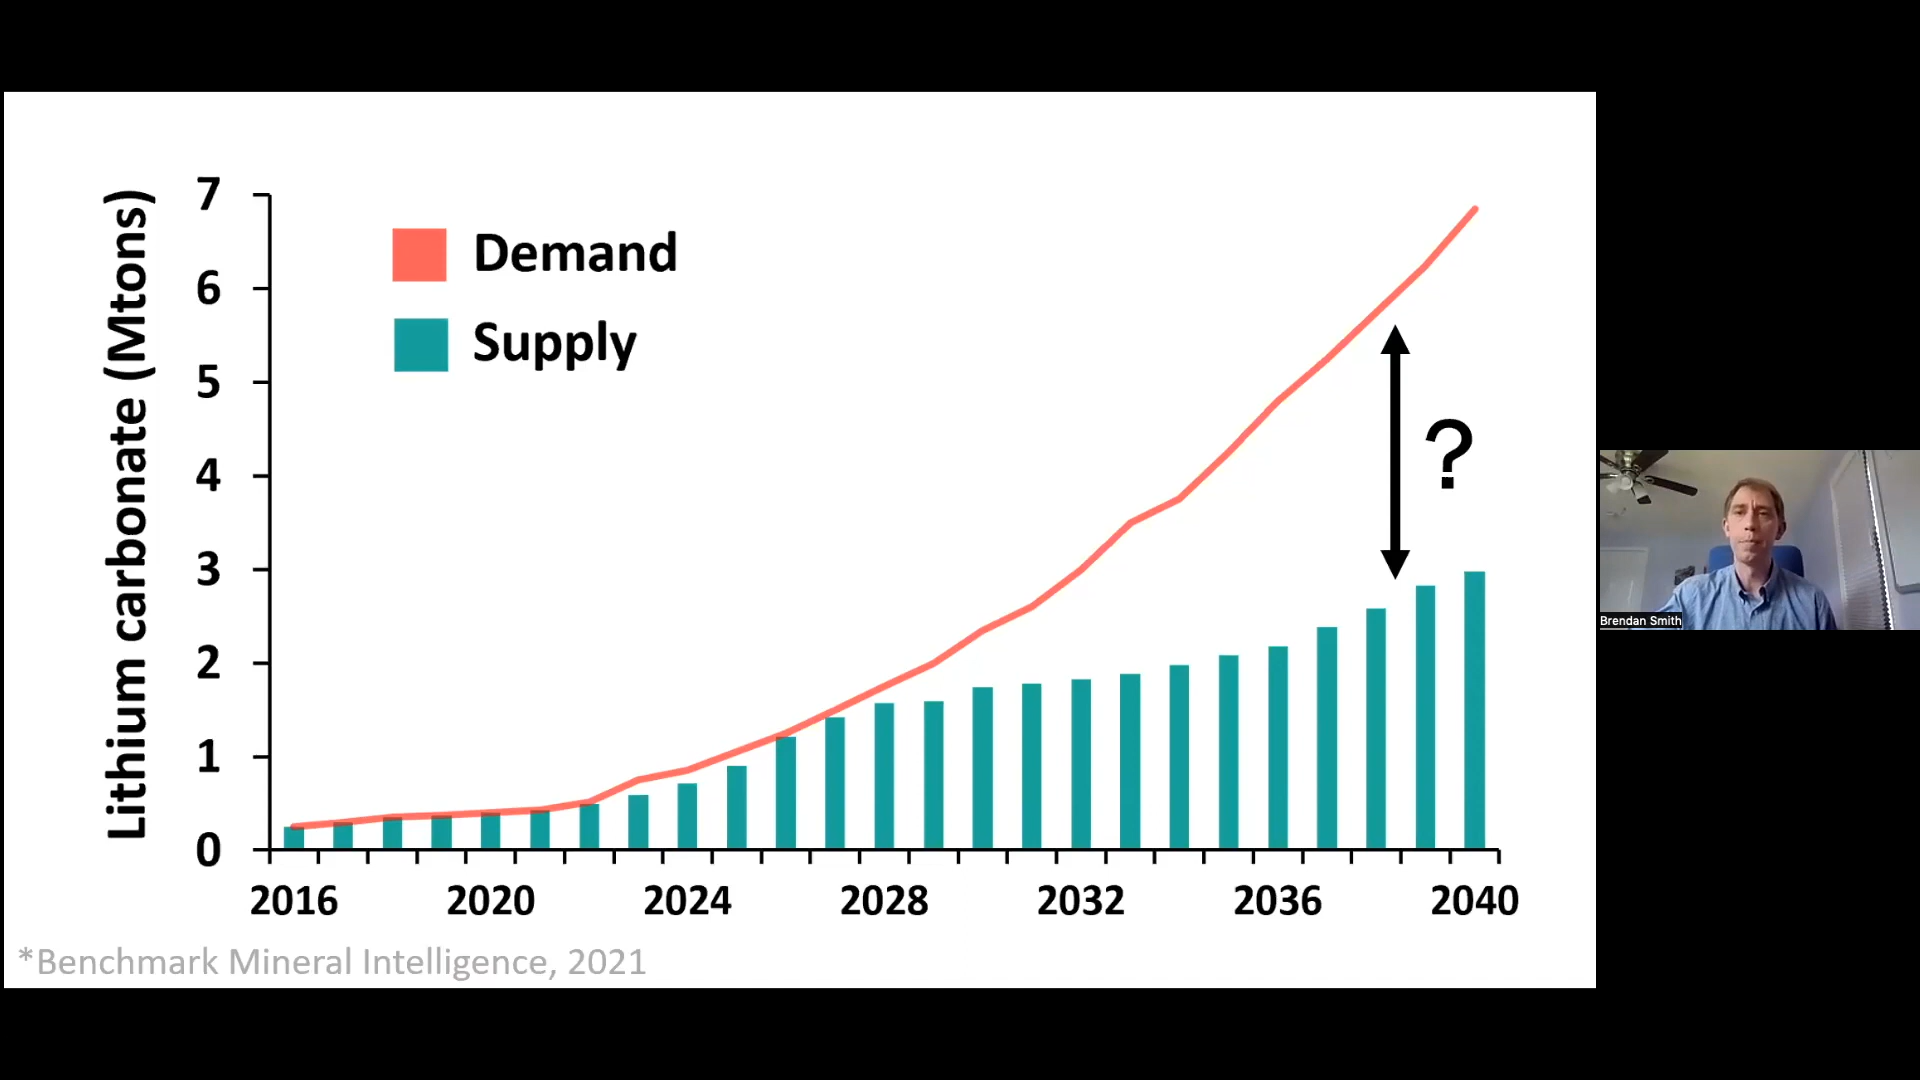 Lithium carbonate (Mtons)
7
6
5
4
3
2
1
0
Demand
Supply
?
2016 2020 2024 2028 2032 2036 2040
*Benchmark Mineral Intelligence, 2021
Brendan Smith